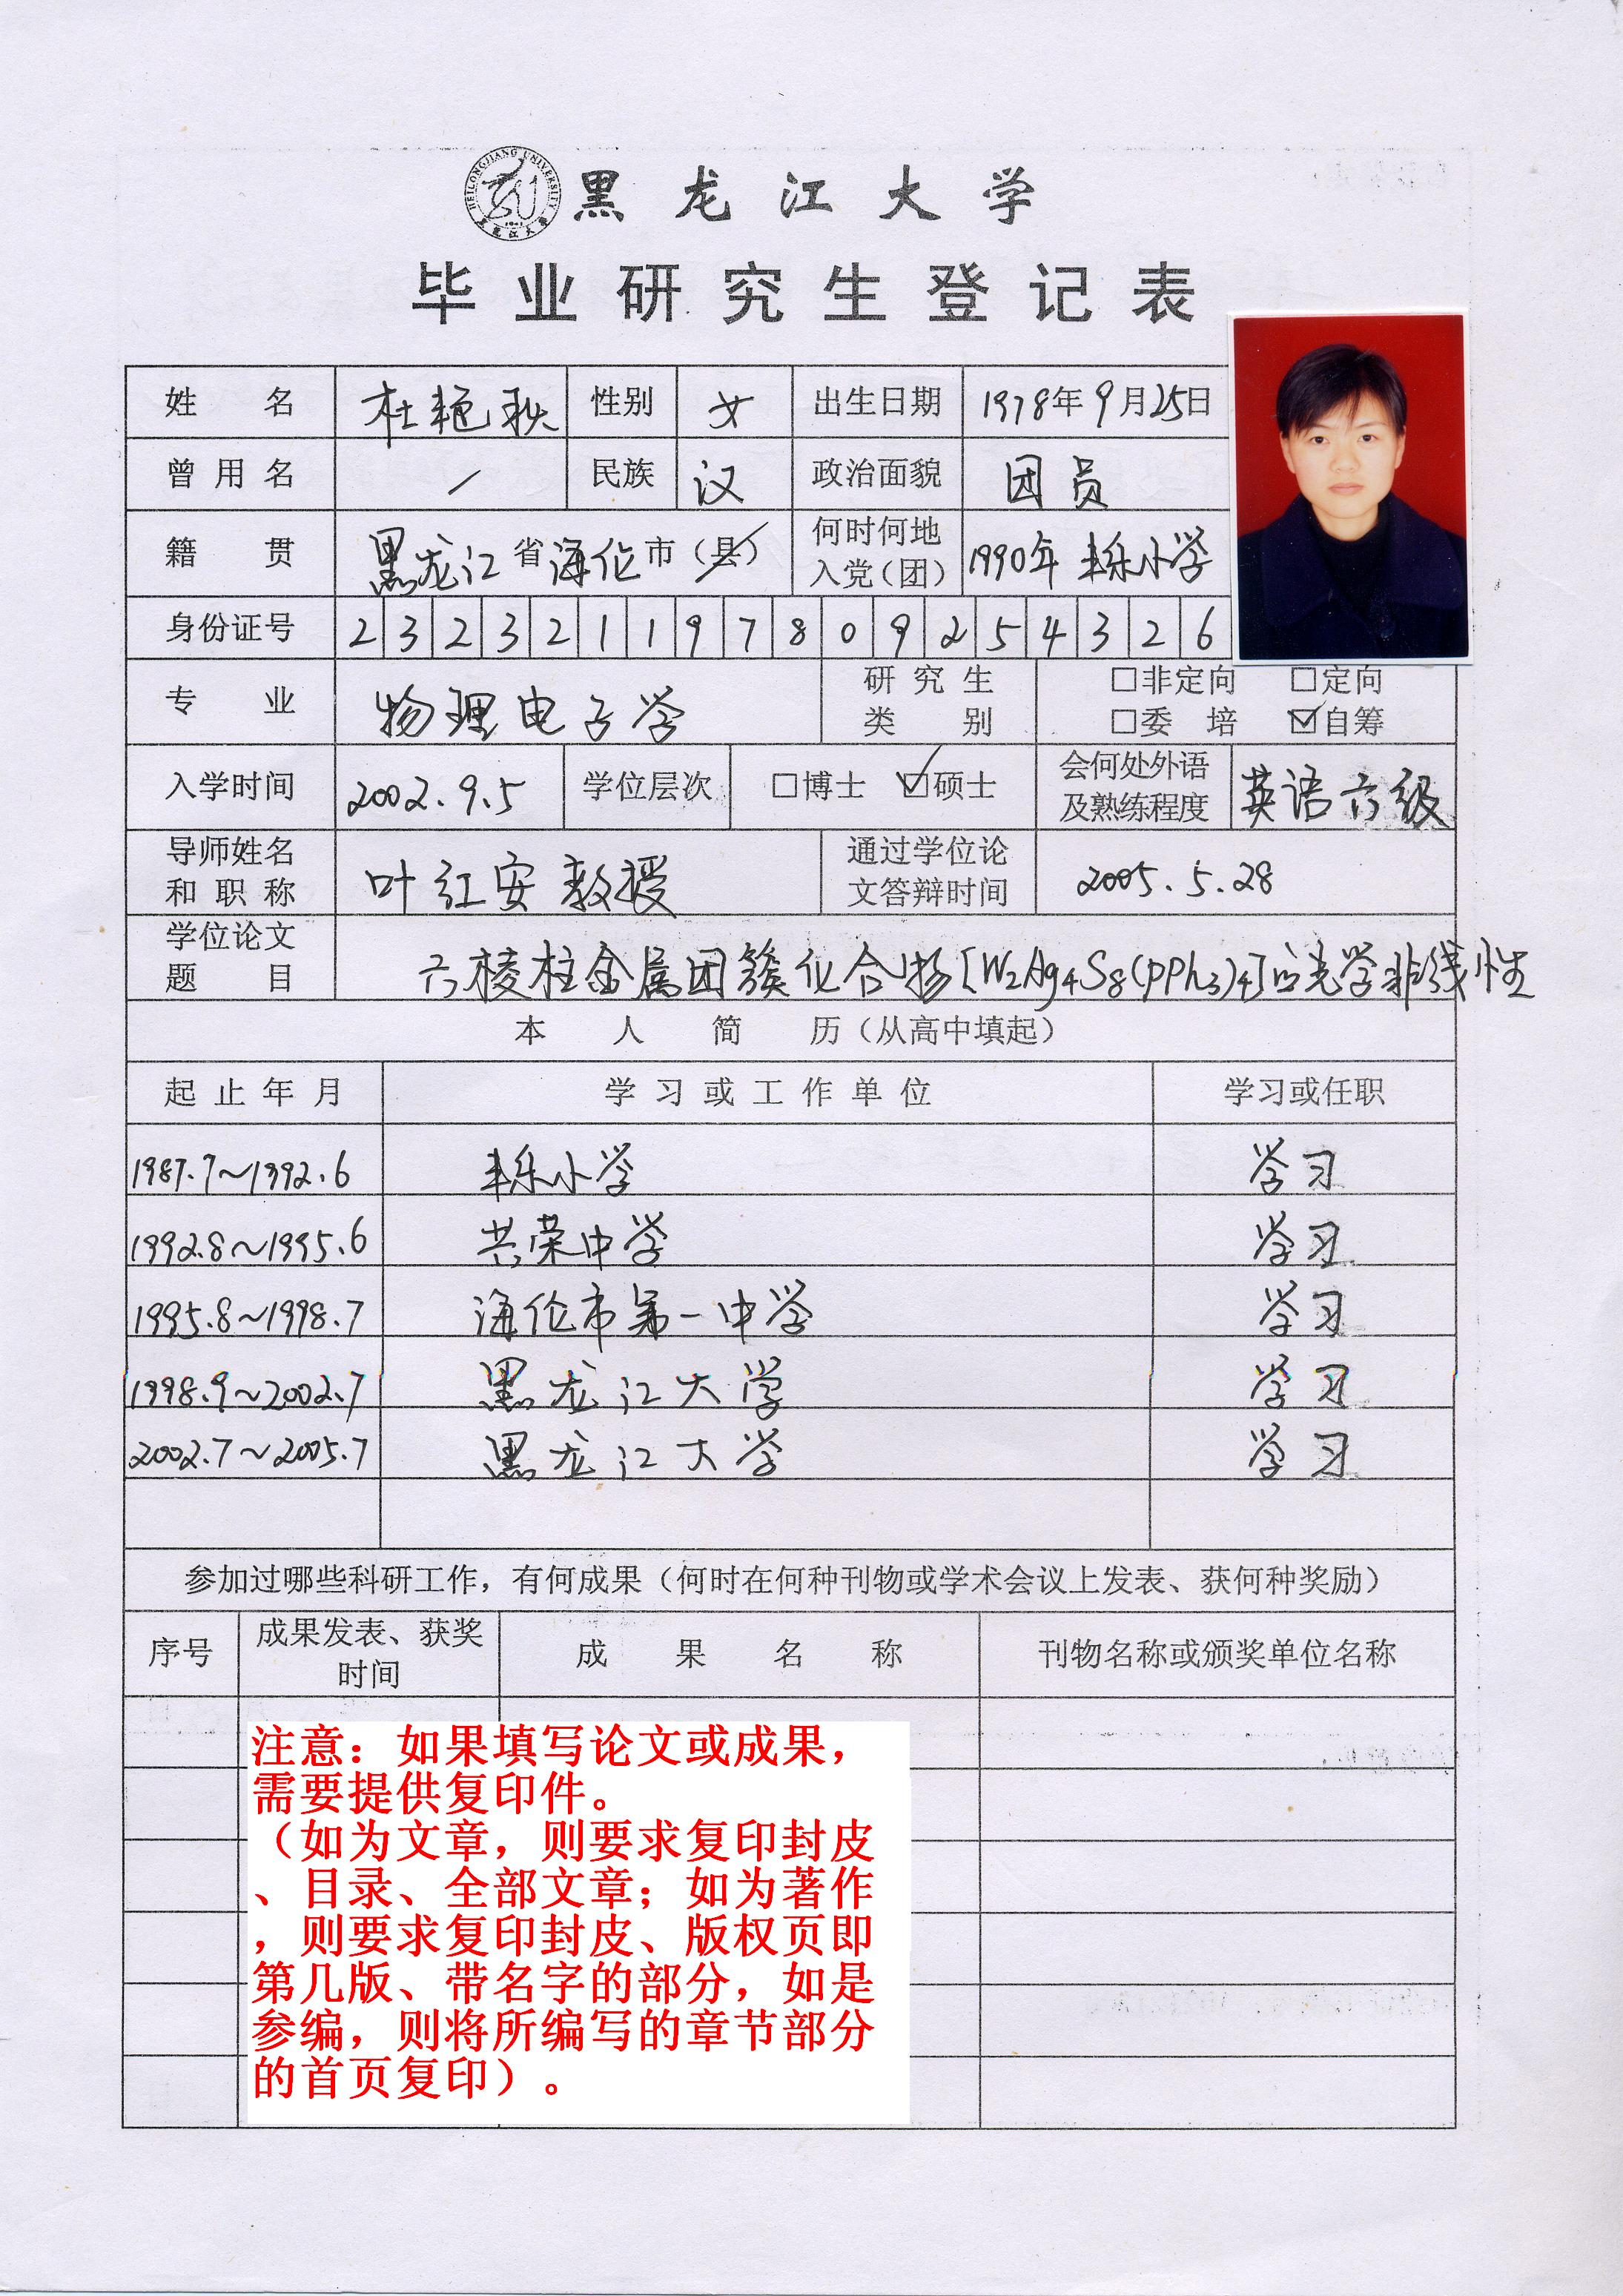 HEILONGJIANG UNIVERSITY
黑龙江大学
黑龙江大学
毕业研究生登记表
姓名 杜艳秋 性别 女 出生日期 1978年9月25日
曾用名 / 民族 汉 政治面貌 团员
籍贯 黑龙江省海伦市（县） 何时何地入党（团） 1990年 丰乐小学
身份证号 232321197809254326
专业 物理电子学 研究生类别 □非定向 □定向
□委培 ☑自筹
入学时间 2002.9.5 学位层次 □博士 ☑硕士 会何处外语及熟练程度 英语六级
导师姓名和职称 叶红安 教授 通过学位论文答辩时间 2005.5.28
学位论文题目 六棱柱金属团簇化合物[W₂Ag₄S₈(PPh₃)₄]光学非线性
本人简历（从高中填起）
起止年月 学习或工作单位 学习或任职
1987.7~1992.6 丰乐小学 学习
1992.8~1995.6 共荣中学 学习
1995.8~1998.7 海伦市第一中学 学习
1998.9~2002.7 黑龙江大学 学习
2002.7~2005.7 黑龙江大学 学习
参加过哪些科研工作，有何成果（何时在何种刊物或学术会议上发表、获何种奖励）
序号 成果发表、获奖时间 成果名称 刊物名称或颁奖单位名称
注意：如果填写论文或成果，
需要提供复印件。
（如为文章，则要求复印封皮
、目录、全部文章；如为著作
，则要求复印封皮、版权页即
第几版、带名字的部分，如是
参编，则将所编写的章节部分
的首页复印）。